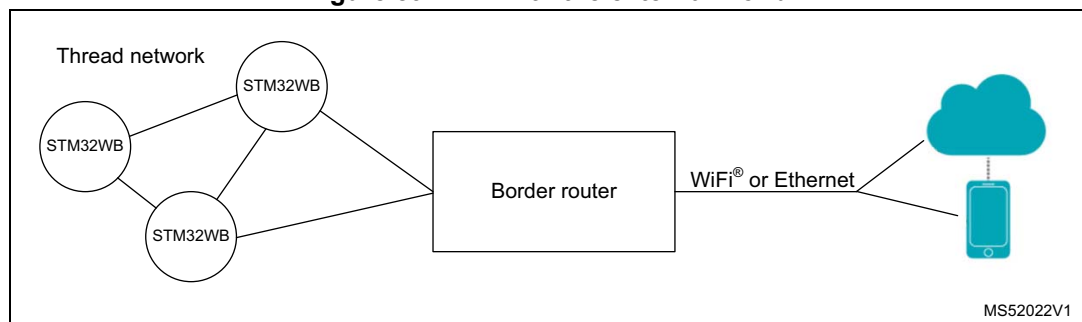 Thread network
STM32WB
STM32WB
STM32WB
Border router
WiFi® or Ethernet
MS52022V1